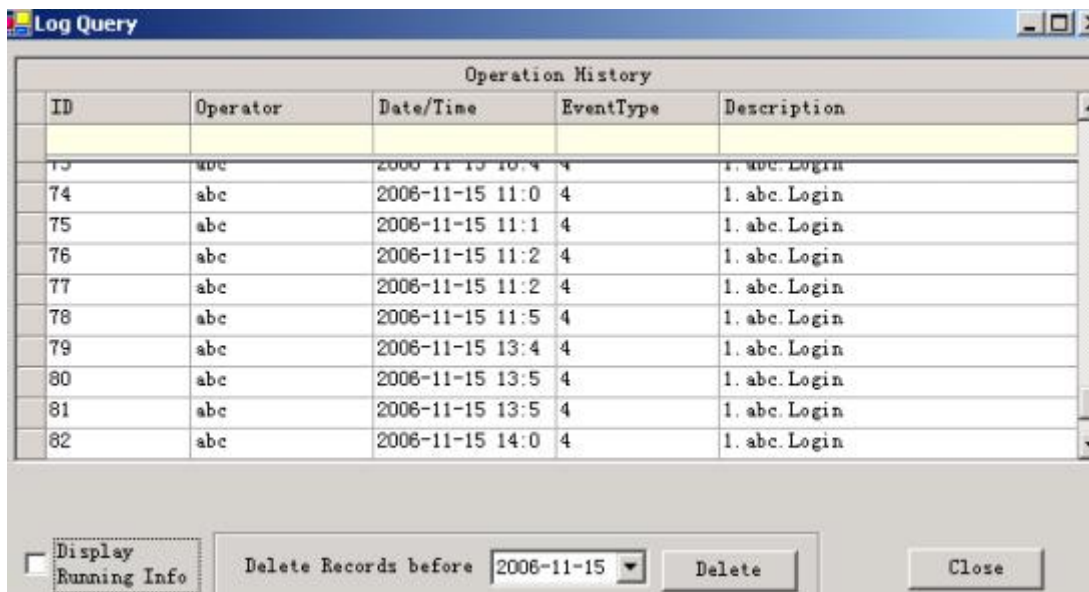 Log Query
Operation History
ID Operator Date/Time EventType Description
74 abc 2006-11-15 11:0 4 1.abc.Login
75 abc 2006-11-15 11:1 4 1.abc.Login
76 abc 2006-11-15 11:2 4 1.abc.Login
77 abc 2006-11-15 11:2 4 1.abc.Login
78 abc 2006-11-15 11:5 4 1.abc.Login
79 abc 2006-11-15 13:4 4 1.abc.Login
80 abc 2006-11-15 13:5 4 1.abc.Login
81 abc 2006-11-15 13:5 4 1.abc.Login
82 abc 2006-11-15 14:0 4 1.abc.Login
Display
Running Info
Delete Records before 2006-11-15 Delete Close